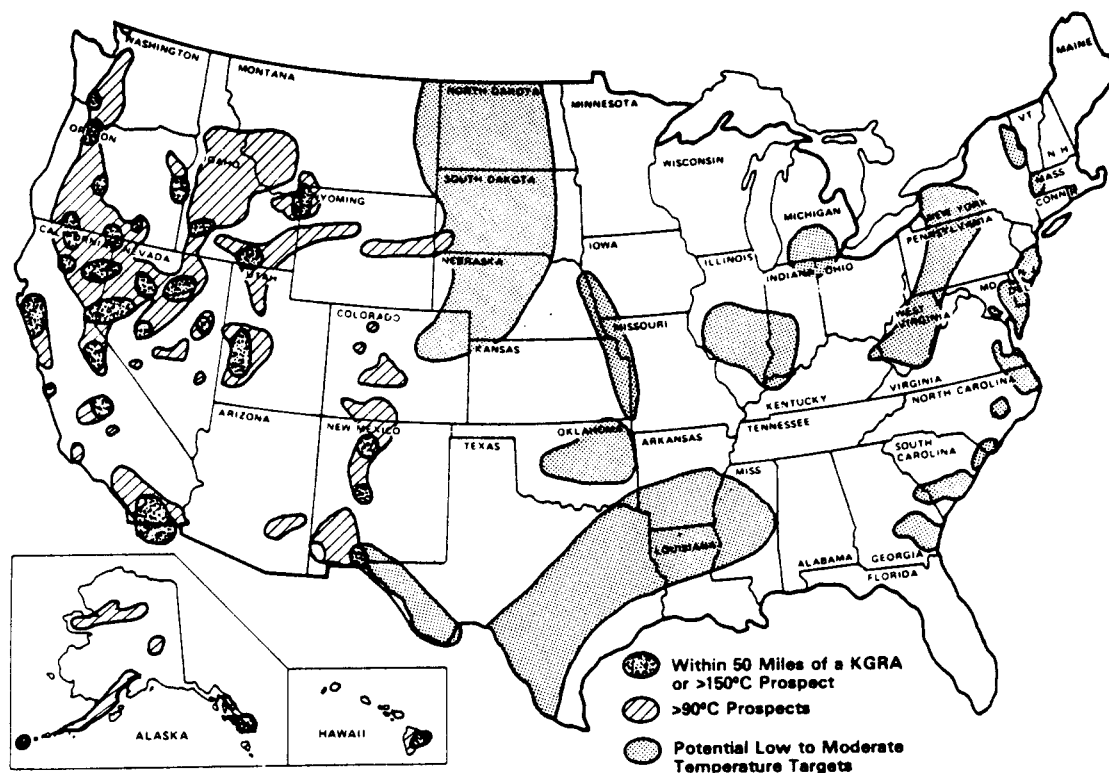 WASHINGTON
MONTANA
NORTH DAKOTA
MINNESOTA
MAINE
VT
N H
MASS
CONN
OREGON
IDAHO
SOUTH DAKOTA
WISCONSIN
MICHIGAN
NEW YORK
PENNSYLVANIA
WYOMING
CALIFORNIA
NEVADA
UTAH
NEBRASKA
IOWA
ILLINOIS
INDIANA
OHIO
MD
DEL
WEST
VIRGINIA
COLORADO
KANSAS
MISSOURI
KENTUCKY
VIRGINIA
NORTH CAROLINA
ARIZONA
NEW MEXICO
TEXAS
OKLAHOMA
ARKANSAS
TENNESSEE
SOUTH
CAROLINA
MISS
LOUISIANA
ALABAMA
GEORGIA
FLORIDA
ALASKA
HAWAII
Within 50 Miles of a KGRA
or >150°C Prospect
>90°C Prospects
Potential Low to Moderate
Temperature Targets